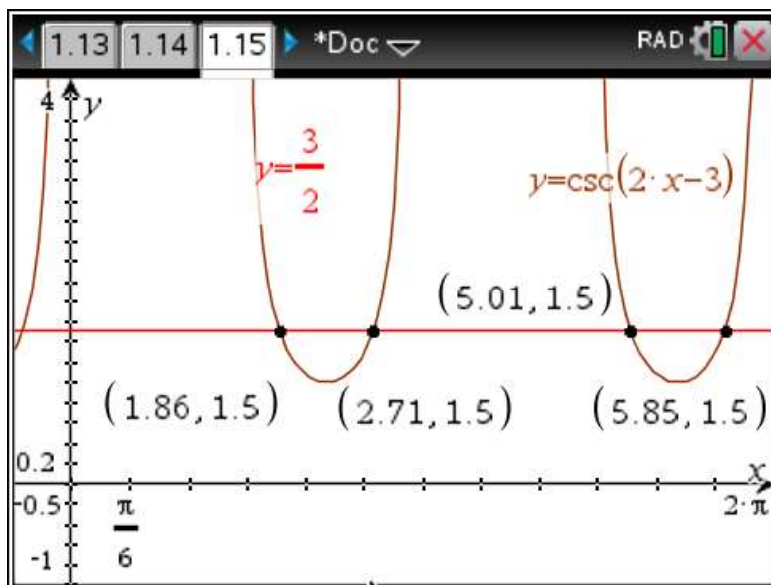 1.13 1.14 1.15 *Doc RAD
4 y
y=3/2
y=csc(2·x-3)
(5.01,1.5)
(1.86,1.5) (2.71,1.5) (5.85,1.5)
0.2 x
-0.5 π/6 2·π
-1